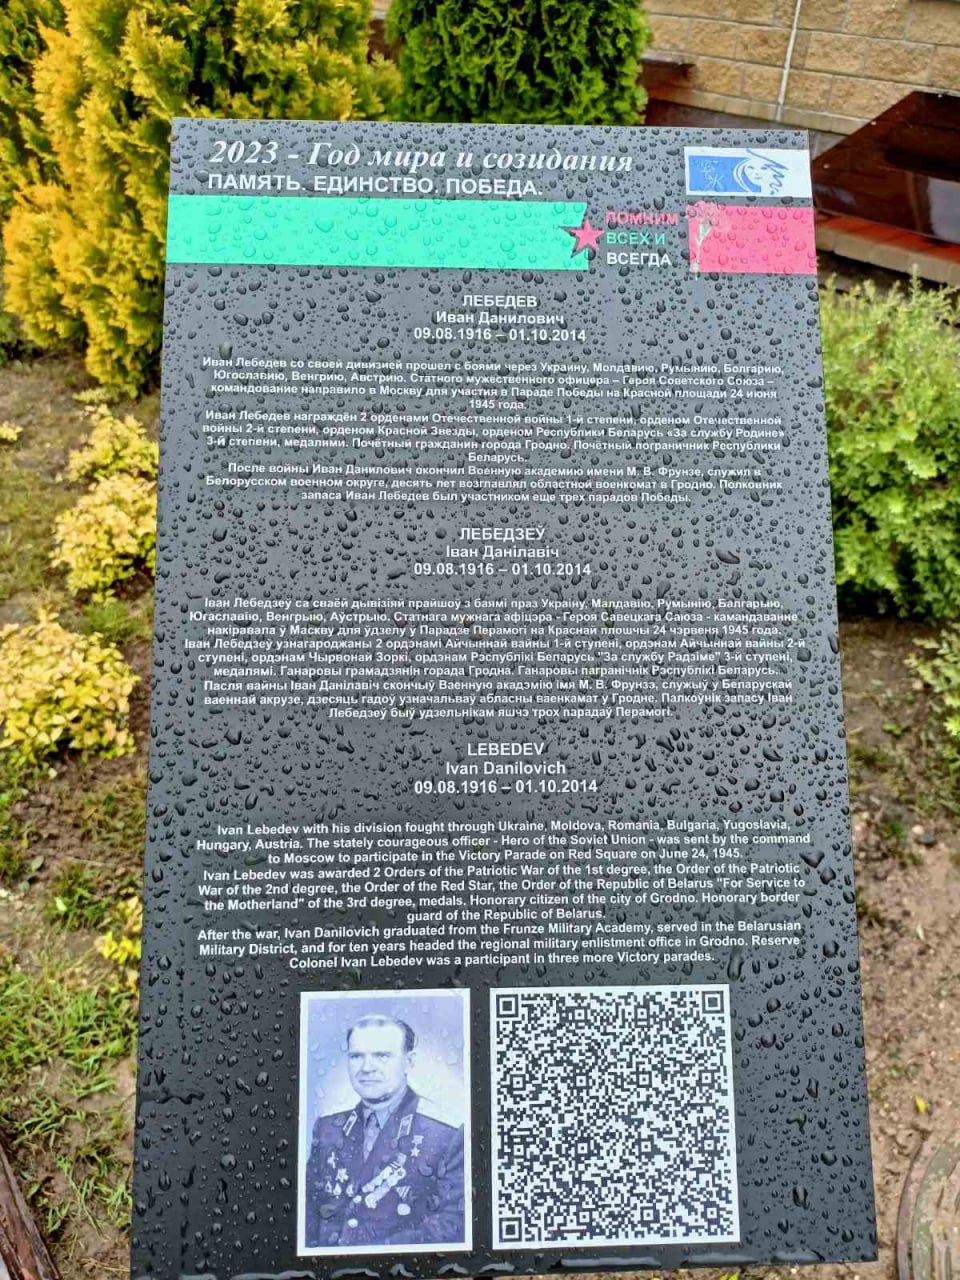 2023 - Год мира и созидания
ПАМЯТЬ. ЕДИНСТВО. ПОБЕДА.
ПОМНИМ
ВСЕХ И
ВСЕГДА
ЛЕБЕДЕВ
Иван Данилович
09.08.1916 – 01.10.2014
Иван Лебедев со своей дивизией прошел с боями через Украину, Молдавию, Румынию, Болгарию,
Югославию, Венгрию, Австрию. Статного мужественного офицера – Героя Советского Союза –
командование направило в Москву для участия в Параде Победы на Красной площади 24 июня
1945 года.
Иван Лебедев награждён 2 орденами Отечественной войны 1-й степени, орденом Отечественной
войны 2-й степени, орденом Красной Звезды, орденом Республики Беларусь «За службу Родине»
3-й степени, медалями. Почётный гражданин города Гродно. Почётный пограничник Республики
Беларусь.
После войны Иван Данилович окончил Военную академию имени М. В. Фрунзе, служил в
Белорусском военном округе, десять лет возглавлял областной военкомат в Гродно. Полковник
запаса Иван Лебедев был участником еще трех парадов Победы.
ЛЕБЕДЗЕЎ
Іван Данілавіч
09.08.1916 – 01.10.2014
Іван Лебедзеў са сваёй дывізіяй прайшоў з баямі праз Украіну, Малдавію, Румынію, Балгарыю,
Югаславію, Венгрыю, Аўстрыю. Статнага мужнага афіцэра - Героя Савецкага Саюза - камандаванне
накіравала ў Маскву для ўдзелу ў Парадзе Перамогі на Краснай плошчы 24 чэрвеня 1945 года.
Іван Лебедзеў узнагароджаны 2 ордэнамі Айчыннай вайны 1-й ступені, ордэнам Айчыннай вайны 2-й
ступені, ордэнам Чырвонай Зоркі, ордэнам Рэспублікі Беларусь "За службу Радзіме" 3-й ступені,
медалямі. Ганаровы грамадзянін горада Гродна. Ганаровы пагранічнік Рэспублікі Беларусь.
Пасля вайны Іван Данілавіч скончыў Ваенную акадэмію імя М. В. Фрунзэ, служыў у Беларускай
ваеннай акрузе, дзесяць гадоў узначальваў абласны ваенкамат у Гродне. Палкоўнік запасу Іван
Лебедзеў быў удзельнікам яшчэ трох парадаў Перамогі.
LEBEDEV
Ivan Danilovich
09.08.1916 – 01.10.2014
Ivan Lebedev with his division fought through Ukraine, Moldova, Romania, Bulgaria, Yugoslavia,
Hungary, Austria. The stately courageous officer - Hero of the Soviet Union - was sent by the command
to Moscow to participate in the Victory Parade on Red Square on June 24, 1945.
Ivan Lebedev was awarded 2 Orders of the Patriotic War of the 1st degree, the Order of the Patriotic
War of the 2nd degree, the Order of the Red Star, the Order of the Republic of Belarus "For Service to
the Motherland" of the 3rd degree, medals. Honorary citizen of the city of Grodno. Honorary border
guard of the Republic of Belarus.
After the war, Ivan Danilovich graduated from the Frunze Military Academy, served in the Belarusian
Military District, and for ten years headed the regional military enlistment office in Grodno. Reserve
Colonel Ivan Lebedev was a participant in three more Victory parades.